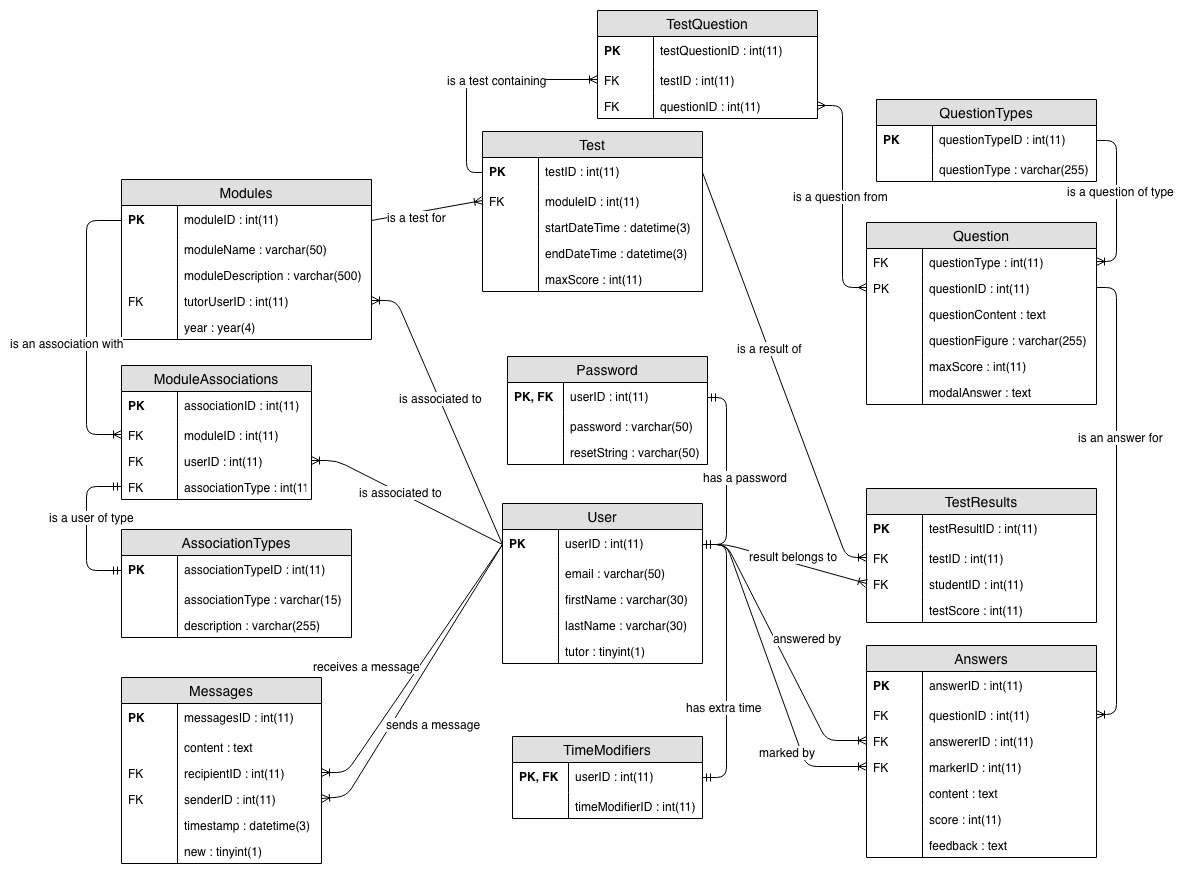 TestQuestion
PK testQuestionID : int(11)
FK testID : int(11)
FK questionID : int(11)
is a test containing
QuestionTypes
PK questionTypeID : int(11)
questionType : varchar(255)
is a question of type
is a question from
Test
PK testID : int(11)
FK moduleID : int(11)
startDateTime : datetime(3)
endDateTime : datetime(3)
maxScore : int(11)
is a test for
Modules
PK moduleID : int(11)
moduleName : varchar(50)
moduleDescription : varchar(500)
FK tutorUserID : int(11)
year : year(4)
is an association with
Question
FK questionType : int(11)
PK questionID : int(11)
questionContent : text
questionFigure : varchar(255)
maxScore : int(11)
modalAnswer : text
is a result of
is an answer for
ModuleAssociations
PK associationID : int(11)
FK moduleID : int(11)
FK userID : int(11)
FK associationType : int(11
is associated to
is associated to
is a user of type
Password
PK, FK userID : int(11)
password : varchar(50)
resetString : varchar(50)
has a password
AssociationTypes
PK associationTypeID : int(11)
associationType : varchar(15)
description : varchar(255)
User
PK userID : int(11)
email : varchar(50)
firstName : varchar(30)
lastName : varchar(30)
tutor : tinyint(1)
result belongs to
TestResults
PK testResultID : int(11)
FK testID : int(11)
FK studentID : int(11)
testScore : int(11)
answered by
receives a message
sends a message
has extra time
marked by
Messages
PK messagesID : int(11)
content : text
FK recipientID : int(11)
FK senderID : int(11)
timestamp : datetime(3)
new : tinyint(1)
TimeModifiers
PK, FK userID : int(11)
timeModifierID : int(11)
Answers
PK answerID : int(11)
FK questionID : int(11)
FK answererID : int(11)
FK markerID : int(11)
content : text
score : int(11)
feedback : text